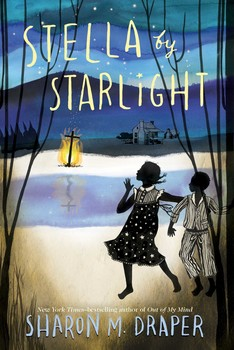 STELLA by
STARLIGHT
New York Times-bestselling author of Out of My Mind
SHARON M. DRAPER